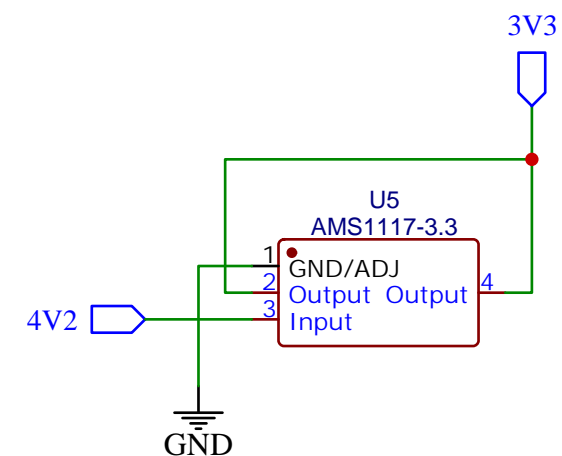 3V3
U5
AMS1117-3.3
1
GND/ADJ
2
Output Output
4
3
Input
4V2
GND